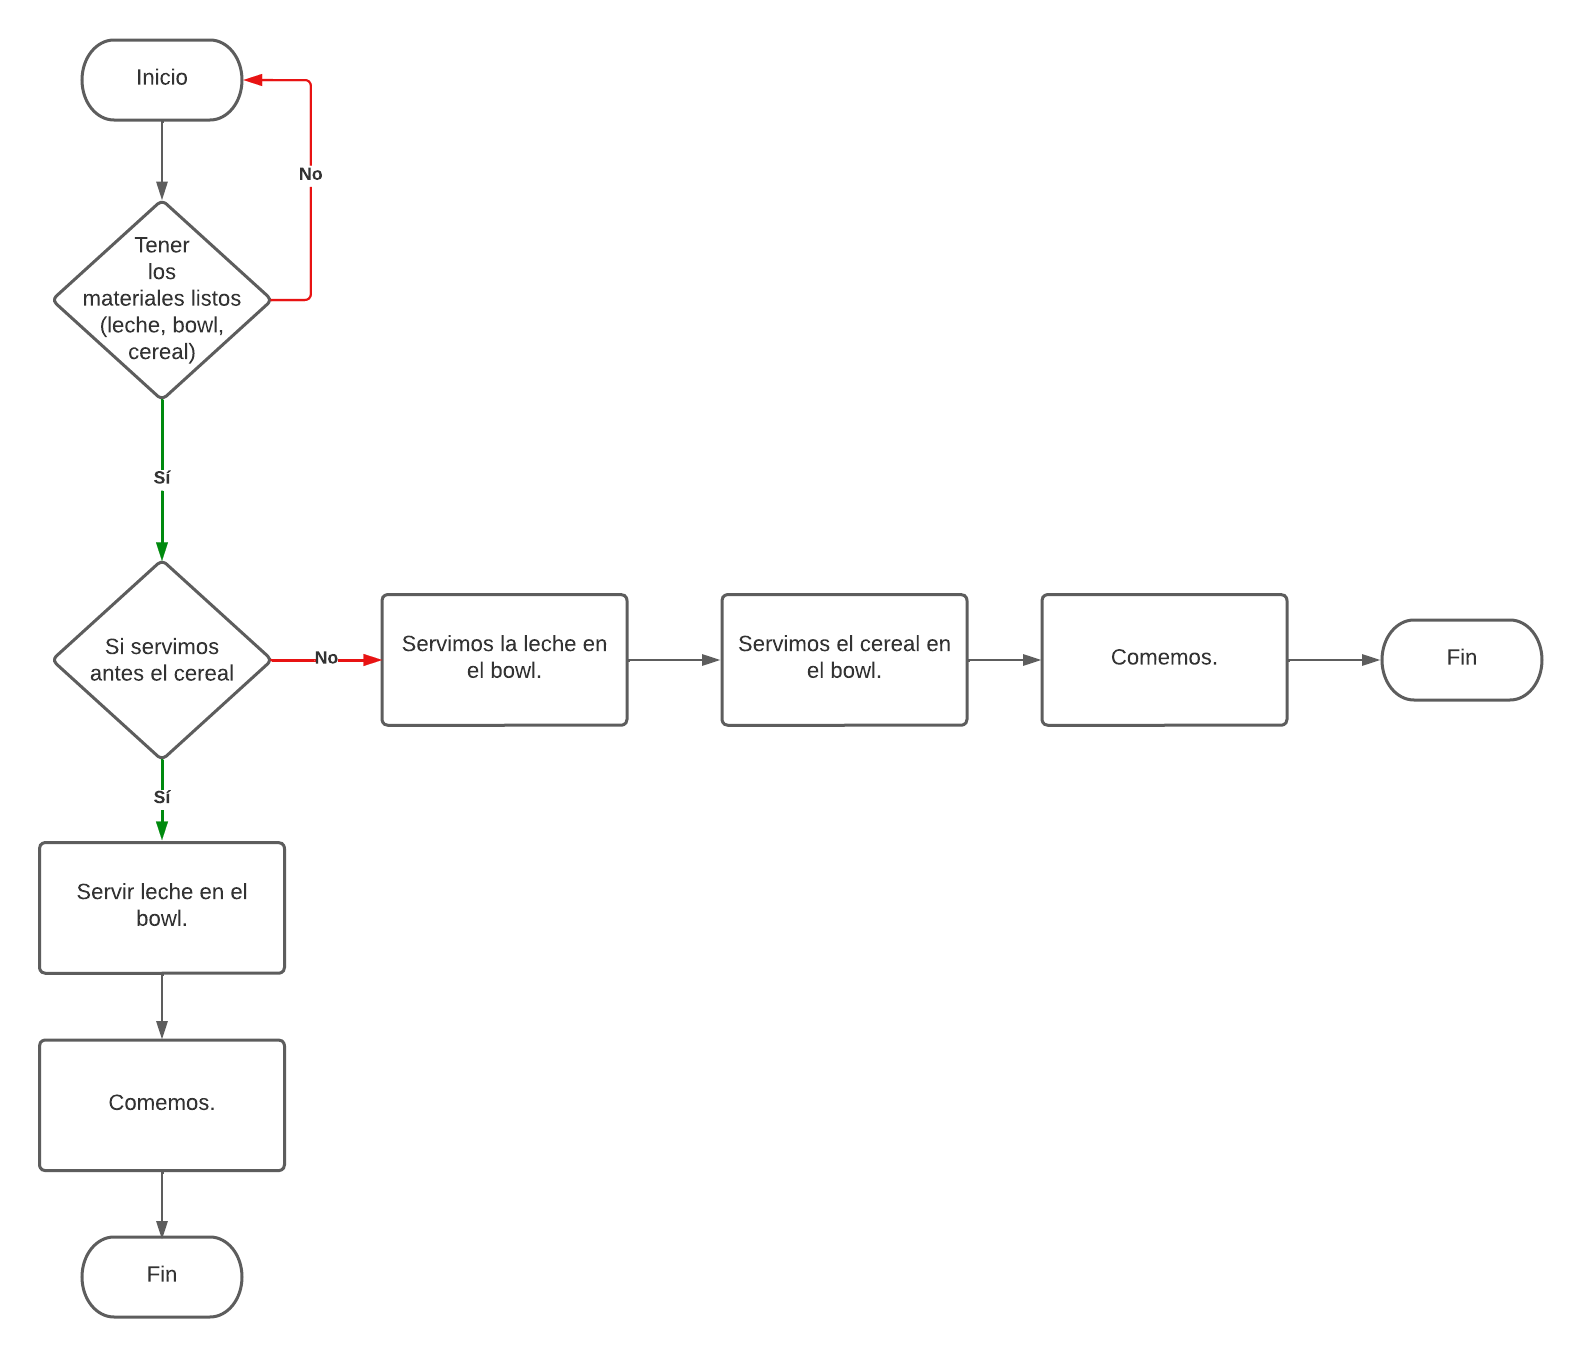 Inicio
No
Tener
los
materiales listos
(leche, bowl,
cereal)
Sí
Si servimos
antes el cereal
No
Servimos la leche en
el bowl.
Servimos el cereal en
el bowl.
Comemos.
Fin
Sí
Servir leche en el
bowl.
Comemos.
Fin